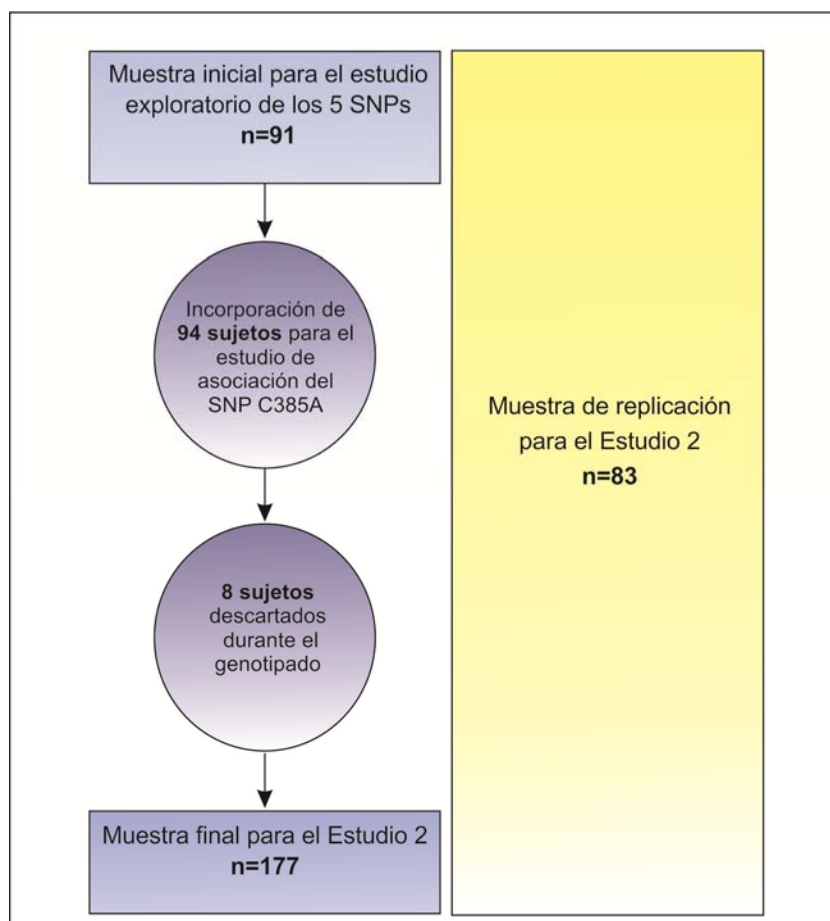 Muestra inicial para el estudio
exploratorio de los 5 SNPs
n=91
Incorporación de
94 sujetos para el
estudio de
asociación del
SNP C385A
8 sujetos
descartados
durante el
genotipado
Muestra final para el Estudio 2
n=177
Muestra de replicación
para el Estudio 2
n=83